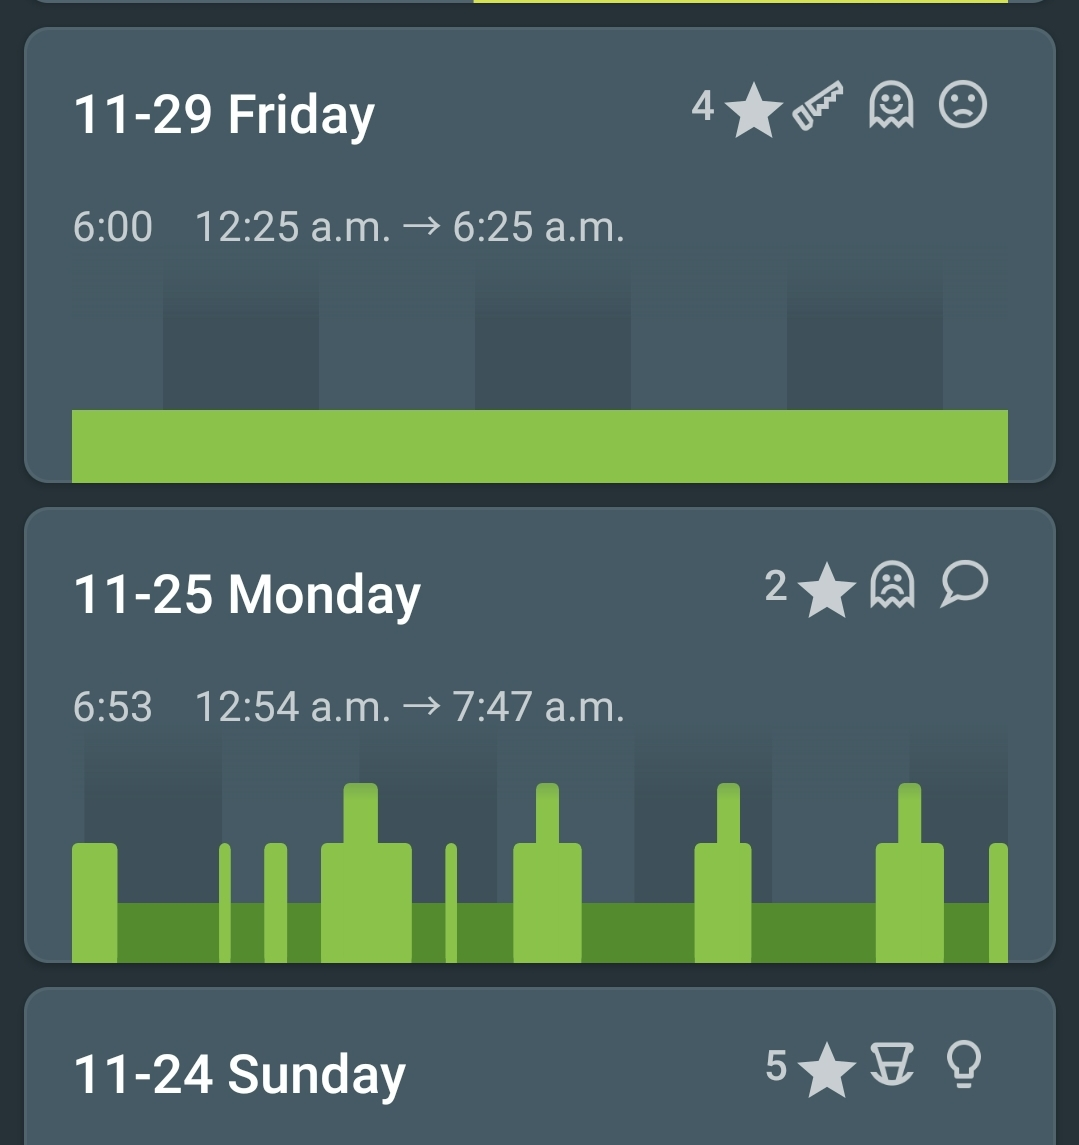 11-29 Friday 4
6:00 12:25 a.m. → 6:25 a.m.
11-25 Monday 2
6:53 12:54 a.m. → 7:47 a.m.
11-24 Sunday 5